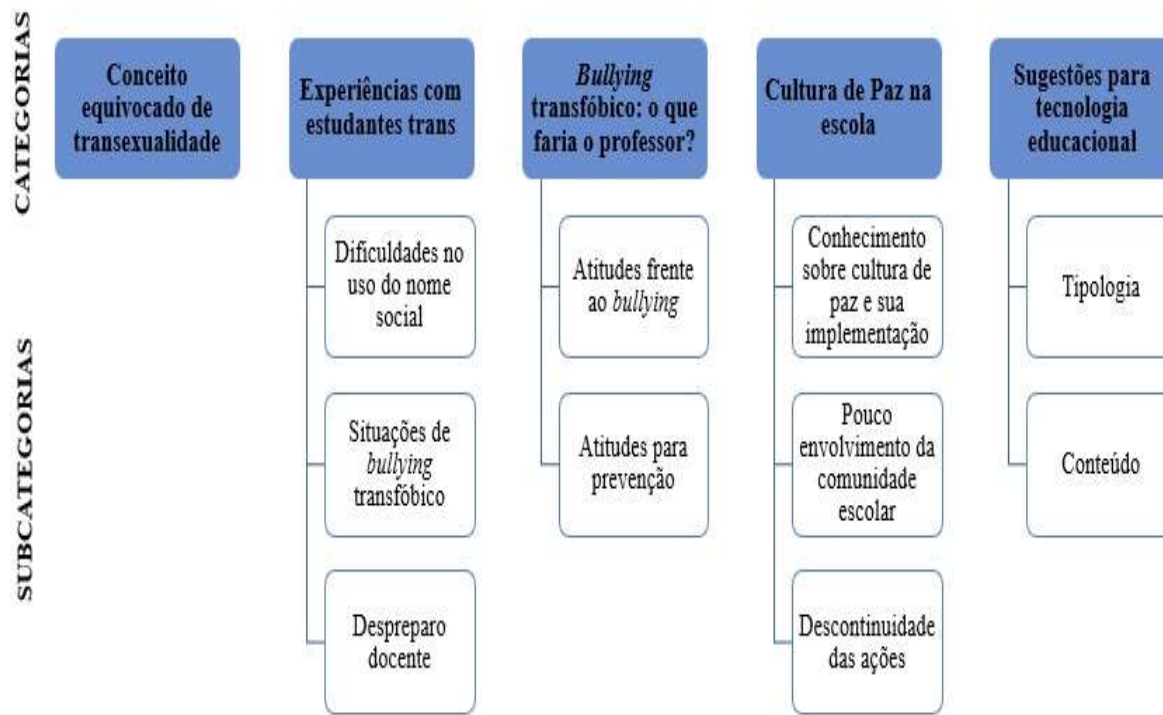 CATEGORIAS
Conceito
equivocado de
transexualidade
Experiências com
estudantes trans
Bullying
transfóbico: o que
faria o professor?
Cultura de Paz na
escola
Sugestões para
tecnologia
educacional
SUBCATEGORIAS
Dificuldades no
uso do nome
social
Situações de
bullying
transfóbico
Despreparo
docente
Atitudes frente
ao bullying
Atitudes para
prevenção
Conhecimento
sobre cultura de
paz e sua
implementação
Pouco
envolvimento da
comunidade
escolar
Descontinuidade
das ações
Tipologia
Conteúdo